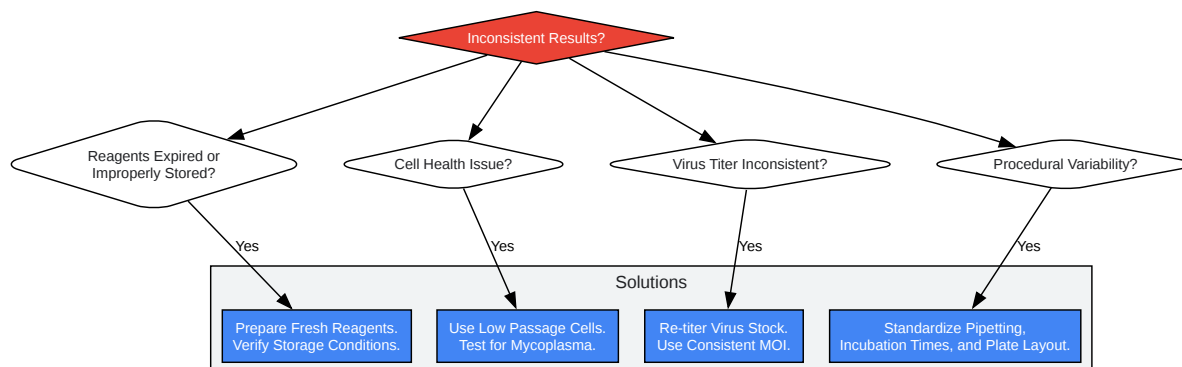 Inconsistent Results?
Reagents Expired or
Improperly Stored?
Cell Health Issue?
Virus Titer Inconsistent?
Procedural Variability?
Yes
Yes
Yes
Yes
Solutions
Prepare Fresh Reagents.
Verify Storage Conditions.
Use Low Passage Cells.
Test for Mycoplasma.
Re-titer Virus Stock.
Use Consistent MOI.
Standardize Pipetting,
Incubation Times, and Plate Layout.